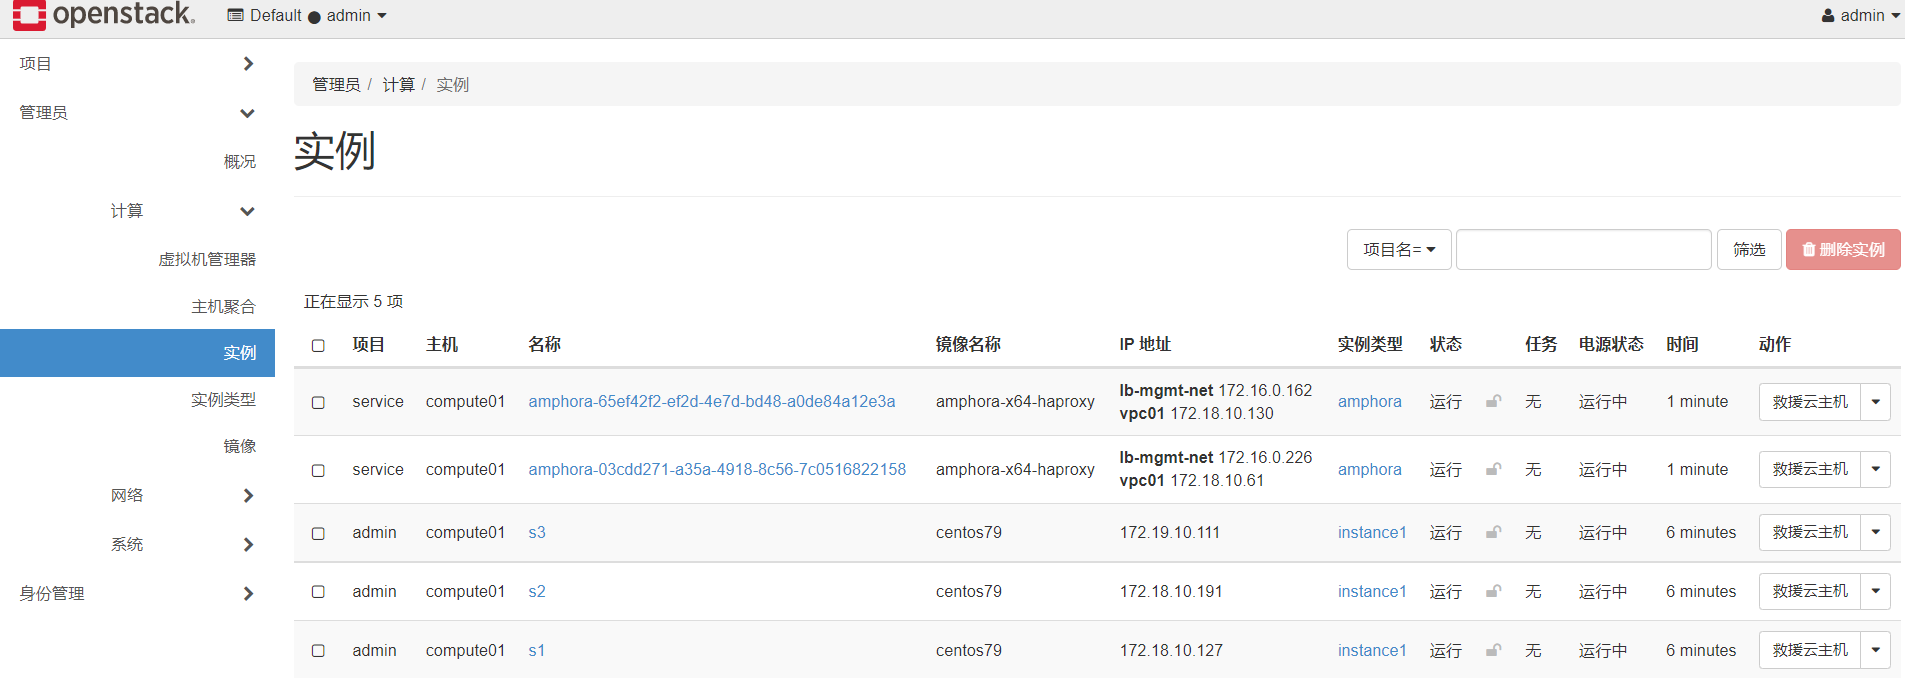 openstack. Default ● admin admin
项目
管理员
概况
计算
虚拟机管理器
主机聚合
实例
实例类型
镜像
网络
系统
身份管理
管理员 / 计算 / 实例
实例
项目名= 筛选 删除实例
正在显示 5 项
项目 主机 名称 镜像名称 IP 地址 实例类型 状态 任务 电源状态 时间 动作
service compute01 amphora-65ef42f2-ef2d-4e7d-bd48-a0de84a12e3a amphora-x64-haproxy lb-mgmt-net 172.16.0.162 amphora 运行 无 运行中 1 minute 救援云主机
vpc01 172.18.10.130
service compute01 amphora-03cdd271-a35a-4918-8c56-7c0516822158 amphora-x64-haproxy lb-mgmt-net 172.16.0.226 amphora 运行 无 运行中 1 minute 救援云主机
vpc01 172.18.10.61
admin compute01 s3 centos79 172.19.10.111 instance1 运行 无 运行中 6 minutes 救援云主机
admin compute01 s2 centos79 172.18.10.191 instance1 运行 无 运行中 6 minutes 救援云主机
admin compute01 s1 centos79 172.18.10.127 instance1 运行 无 运行中 6 minutes 救援云主机